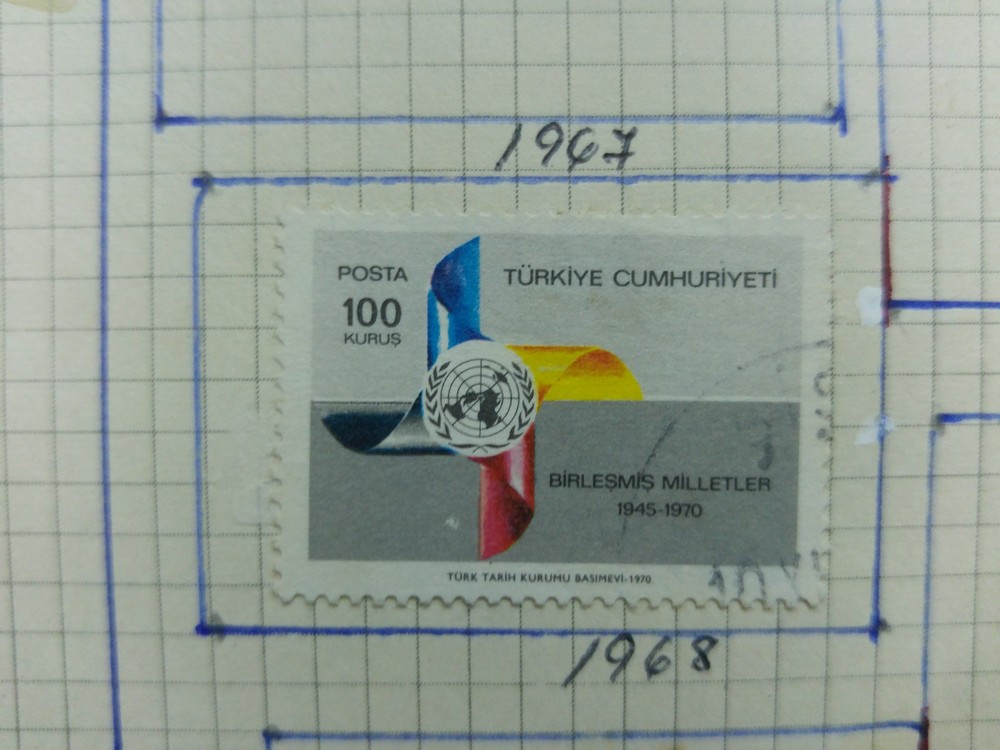 1967
POSTA
100
KURUŞ
TÜRKİYE CUMHURİYETİ
BİRLEŞMİŞ MİLLETLER
1945-1970
TÜRK TARİH KURUMU BASIMEVİ-1970
1968